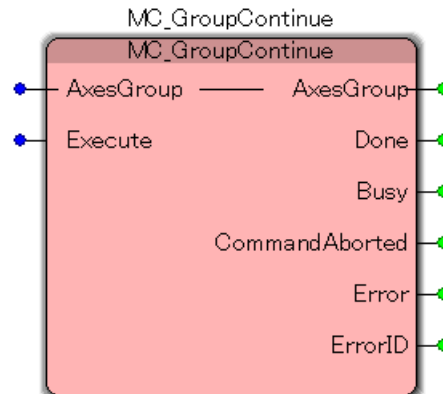 MC_GroupContinue
MC_GroupContinue
AxesGroup AxesGroup
Execute Done
Busy
CommandAborted
Error
ErrorID